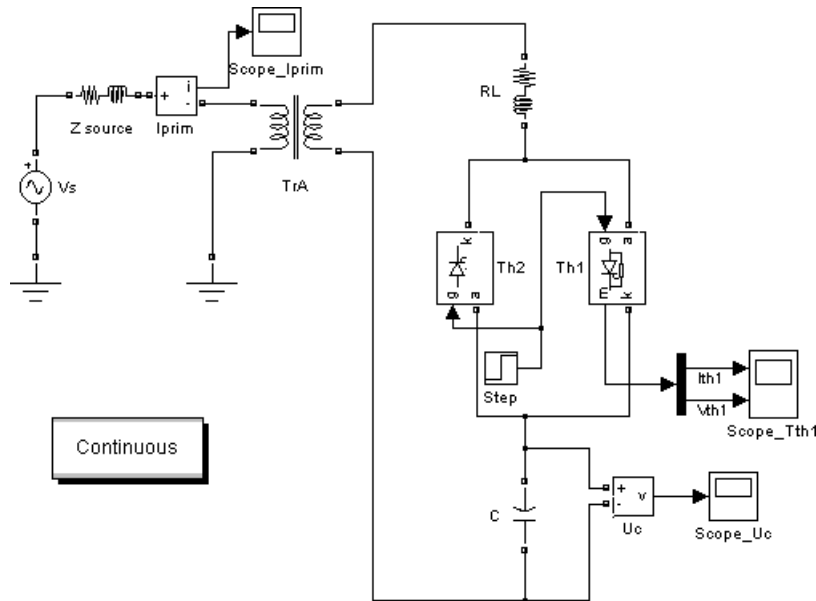 Scope_Iprim
RL
+
i
-
Z source
Iprim
+
Vs
TrA
k
g
a
Th2
Th1
g
a
m
k
Step
Ith1
Vth1
Scope_Tth1
Continuous
C
+
-
v
Uc
Scope_Uc